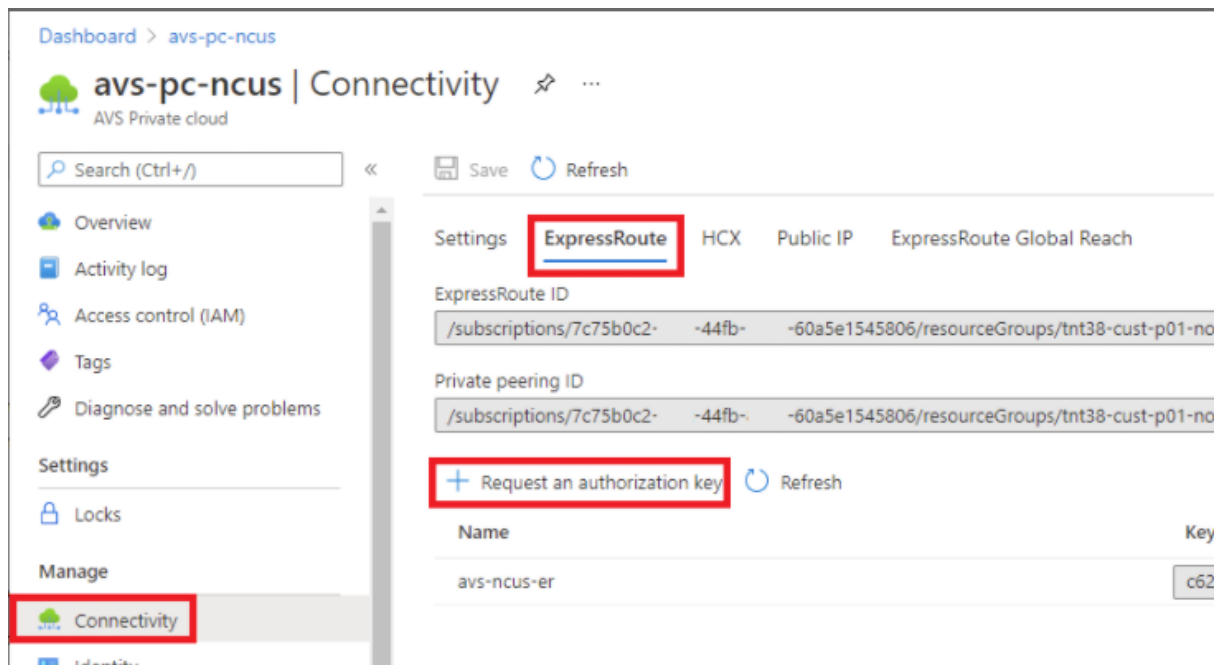 Dashboard > avs-pc-ncus
avs-pc-ncus | Connectivity ...
AVS Private cloud
Search (Ctrl+/)
«
Save Refresh
Overview
Activity log
Access control (IAM)
Tags
Diagnose and solve problems
Settings
Locks
Manage
Connectivity
Identity
Settings ExpressRoute HCX Public IP ExpressRoute Global Reach
ExpressRoute ID
/subscriptions/7c75b0c2- -44fb- -60a5e1545806/resourceGroups/tnt38-cust-p01-no
Private peering ID
/subscriptions/7c75b0c2- -44fb- -60a5e1545806/resourceGroups/tnt38-cust-p01-no
+ Request an authorization key Refresh
Name Key
avs-ncus-er c62